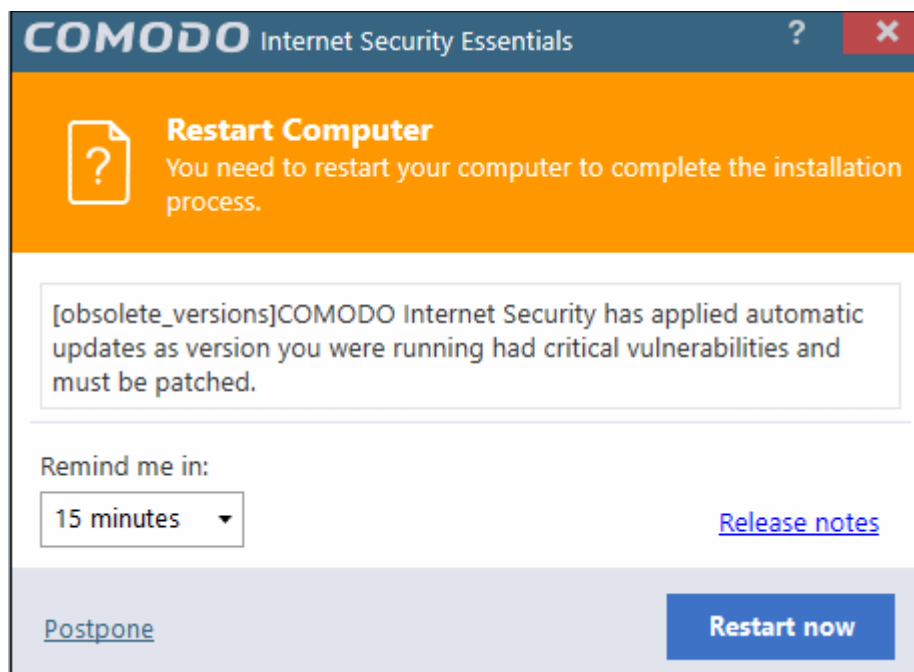 COMODO Internet Security Essentials ?
Restart Computer
?
You need to restart your computer to complete the installation
process.
[obsolete_versions]COMODO Internet Security has applied automatic
updates as version you were running had critical vulnerabilities and
must be patched.
Remind me in:
15 minutes
Release notes
Postpone
Restart now